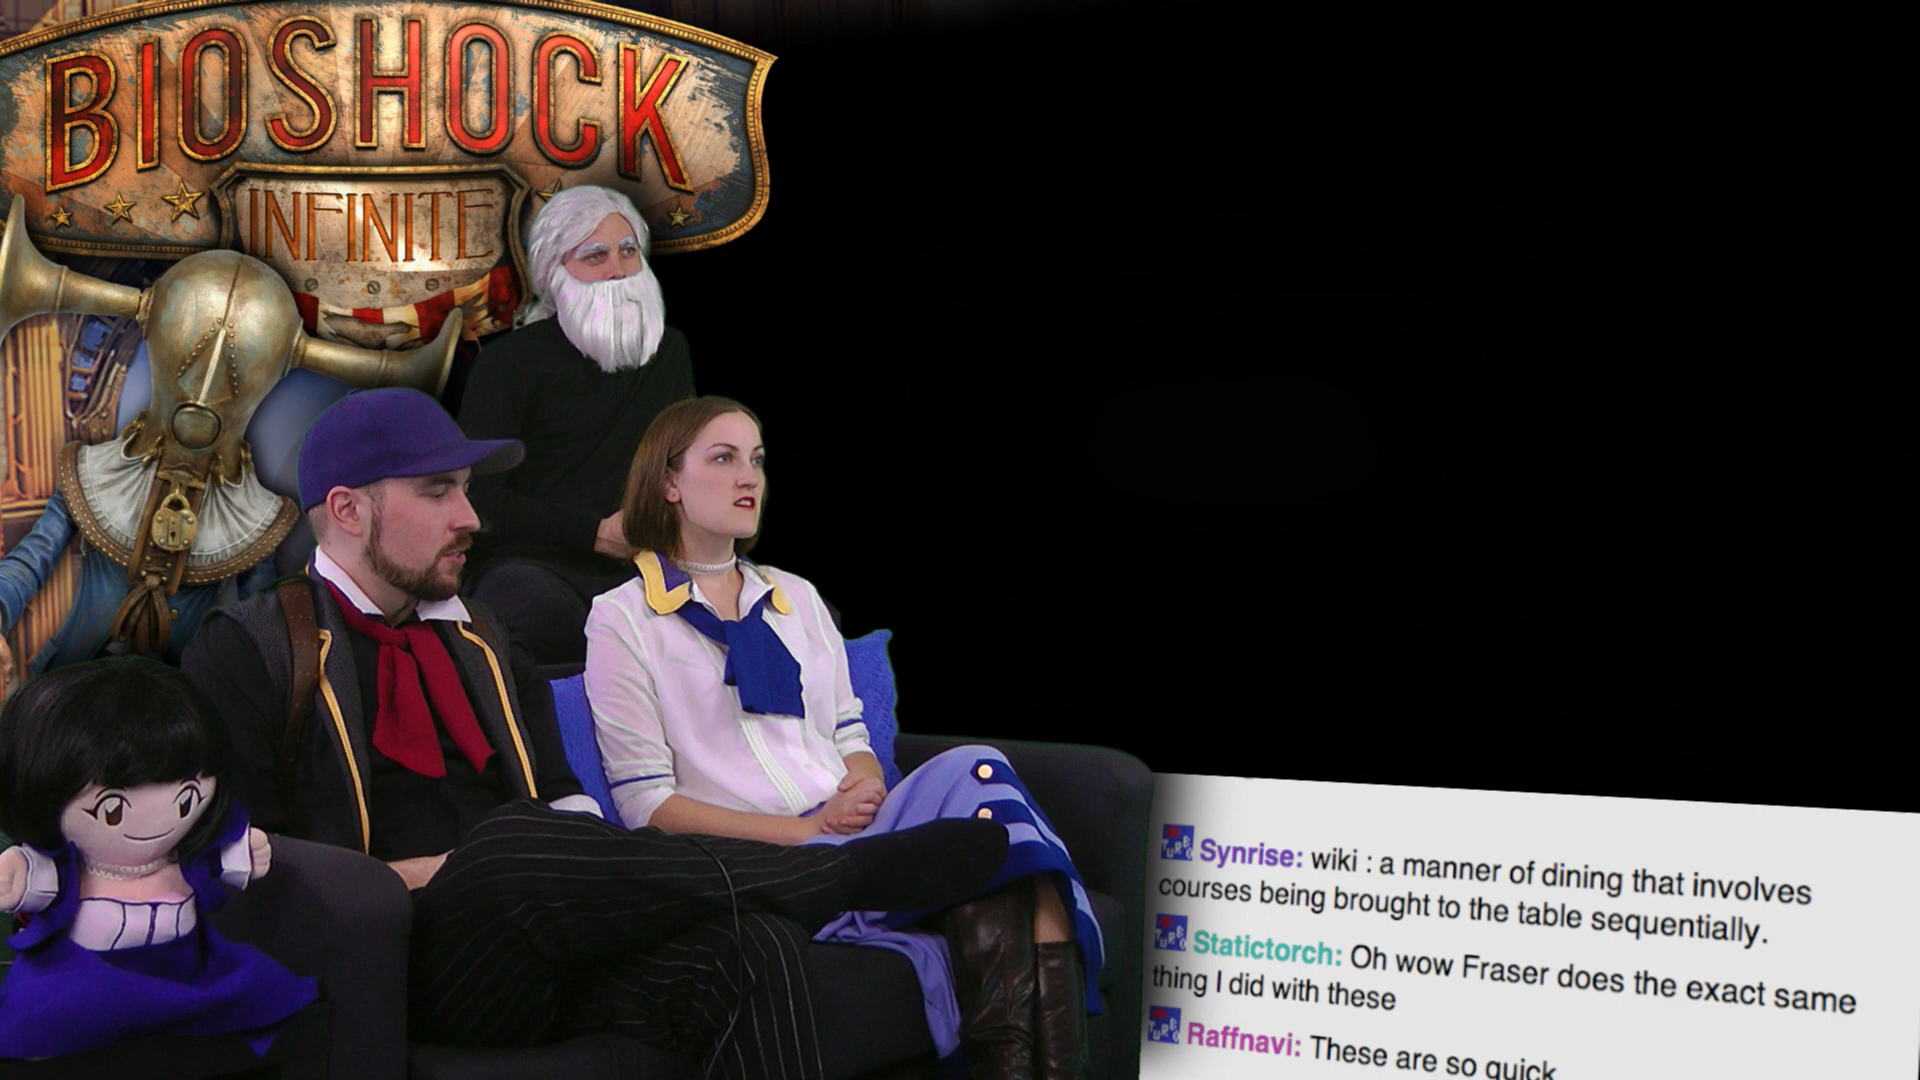 BIOSHOCK
INFINITE
Synrise: wiki : a manner of dining that involves
courses being brought to the table sequentially.
Statictorch: Oh wow Fraser does the exact same
thing I did with these
Raffnavi: These are so quick